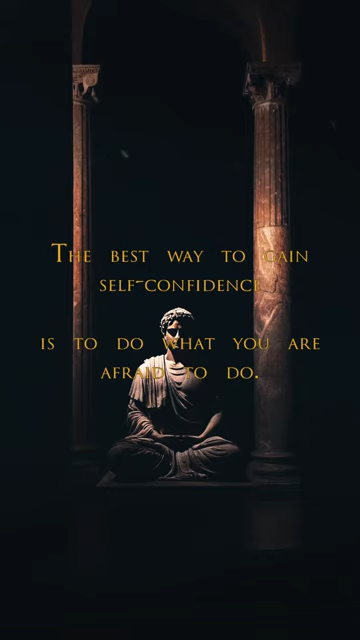 The best way to gain
self-confidence
is to do what you are
afraid to do.